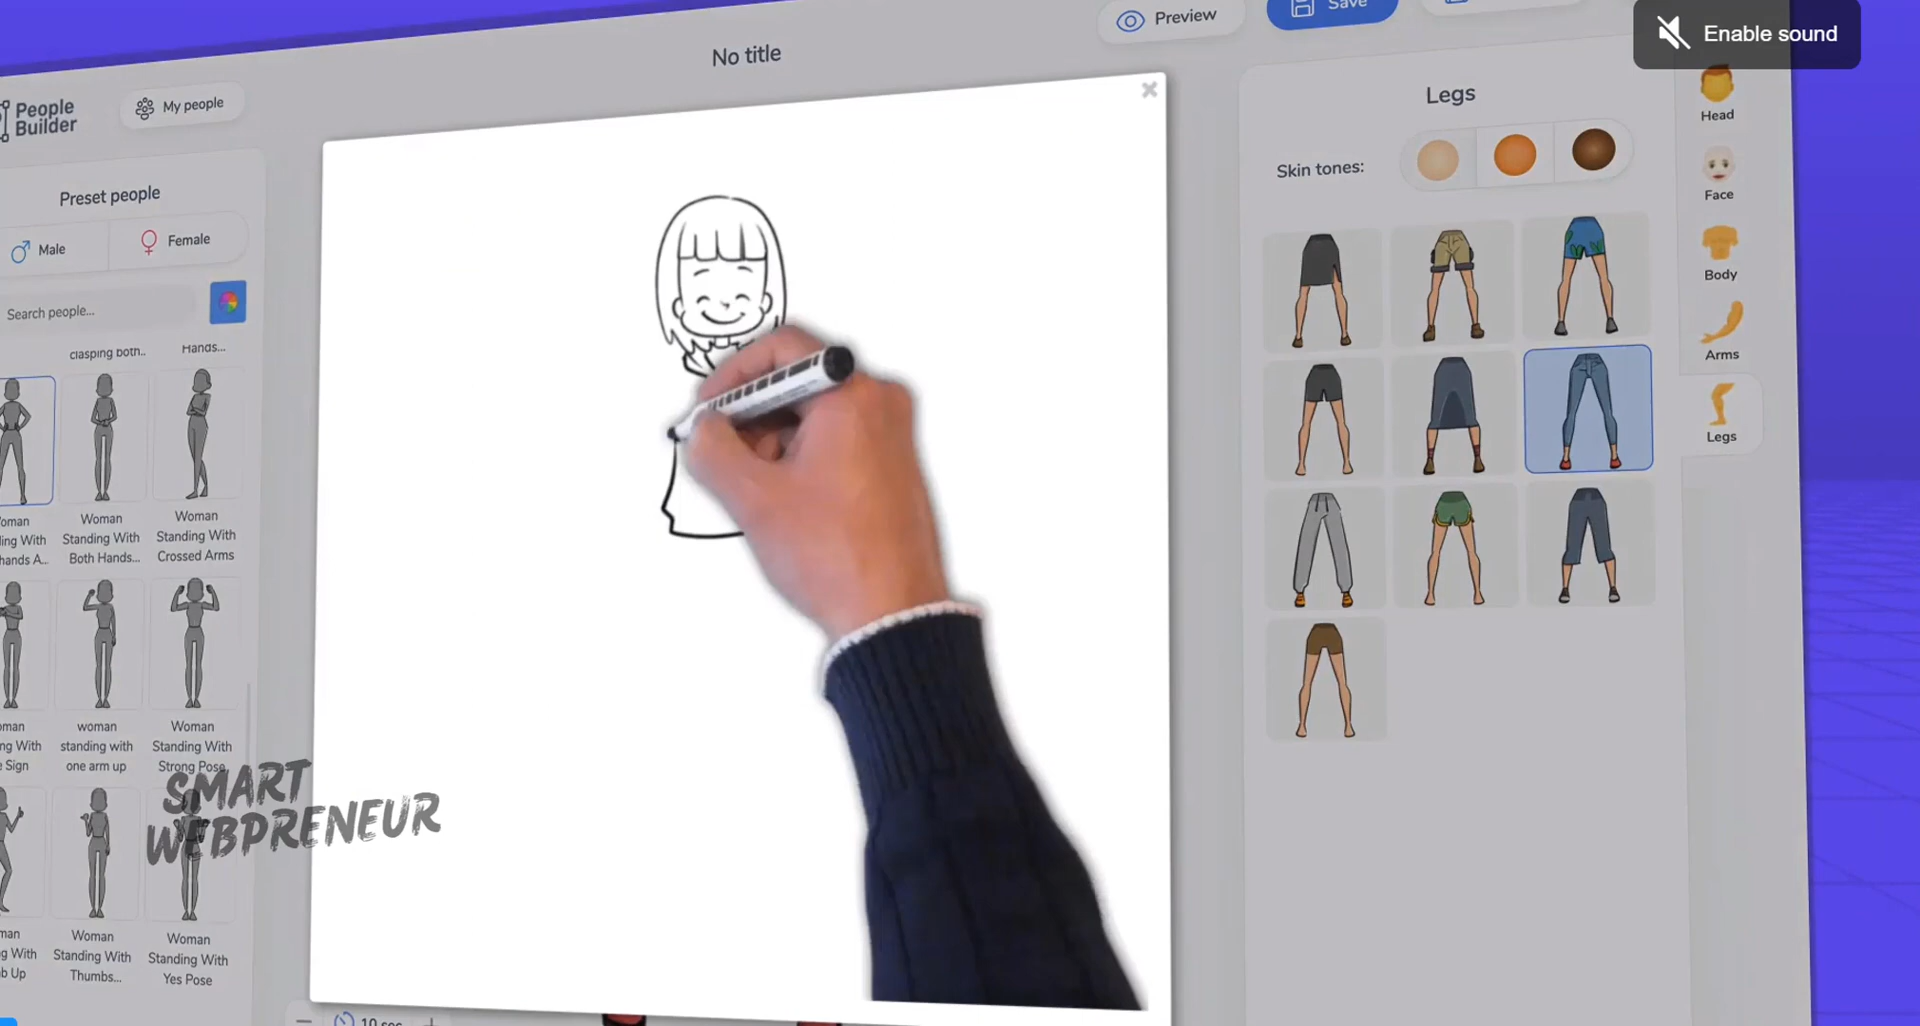 Enable sound
Preview
Save
No title
People
Builder
My people
Preset people
Male
Female
Search people...
clasping both..
Hands...
Woman
Standing With
Both Hands...
Woman
Standing With
Crossed Arms
woman
standing with
one arm up
Woman
Standing With
Strong Pose
Woman
Standing With
Thumbs...
Woman
Standing With
Yes Pose
SMART
WEBPRENEUR
10 sec
Legs
Skin tones:
Head
Face
Body
Arms
Legs